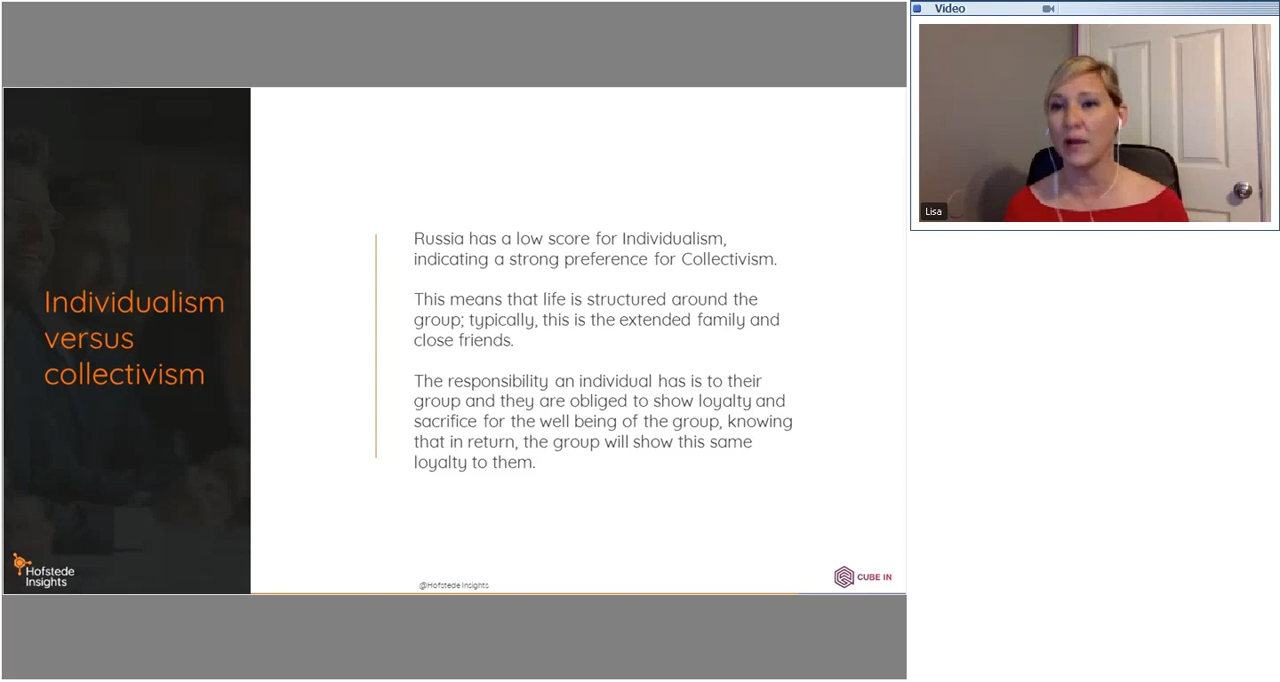 Video
Lisa
Individualism
versus
collectivism
Russia has a low score for Individualism,
indicating a strong preference for Collectivism.
This means that life is structured around the
group; typically, this is the extended family and
close friends.
The responsibility an individual has is to their
group and they are obliged to show loyalty and
sacrifice for the well being of the group, knowing
that in return, the group will show this same
loyalty to them.
Hofstede
Insights
@Hofstede Insights
CUBE IN